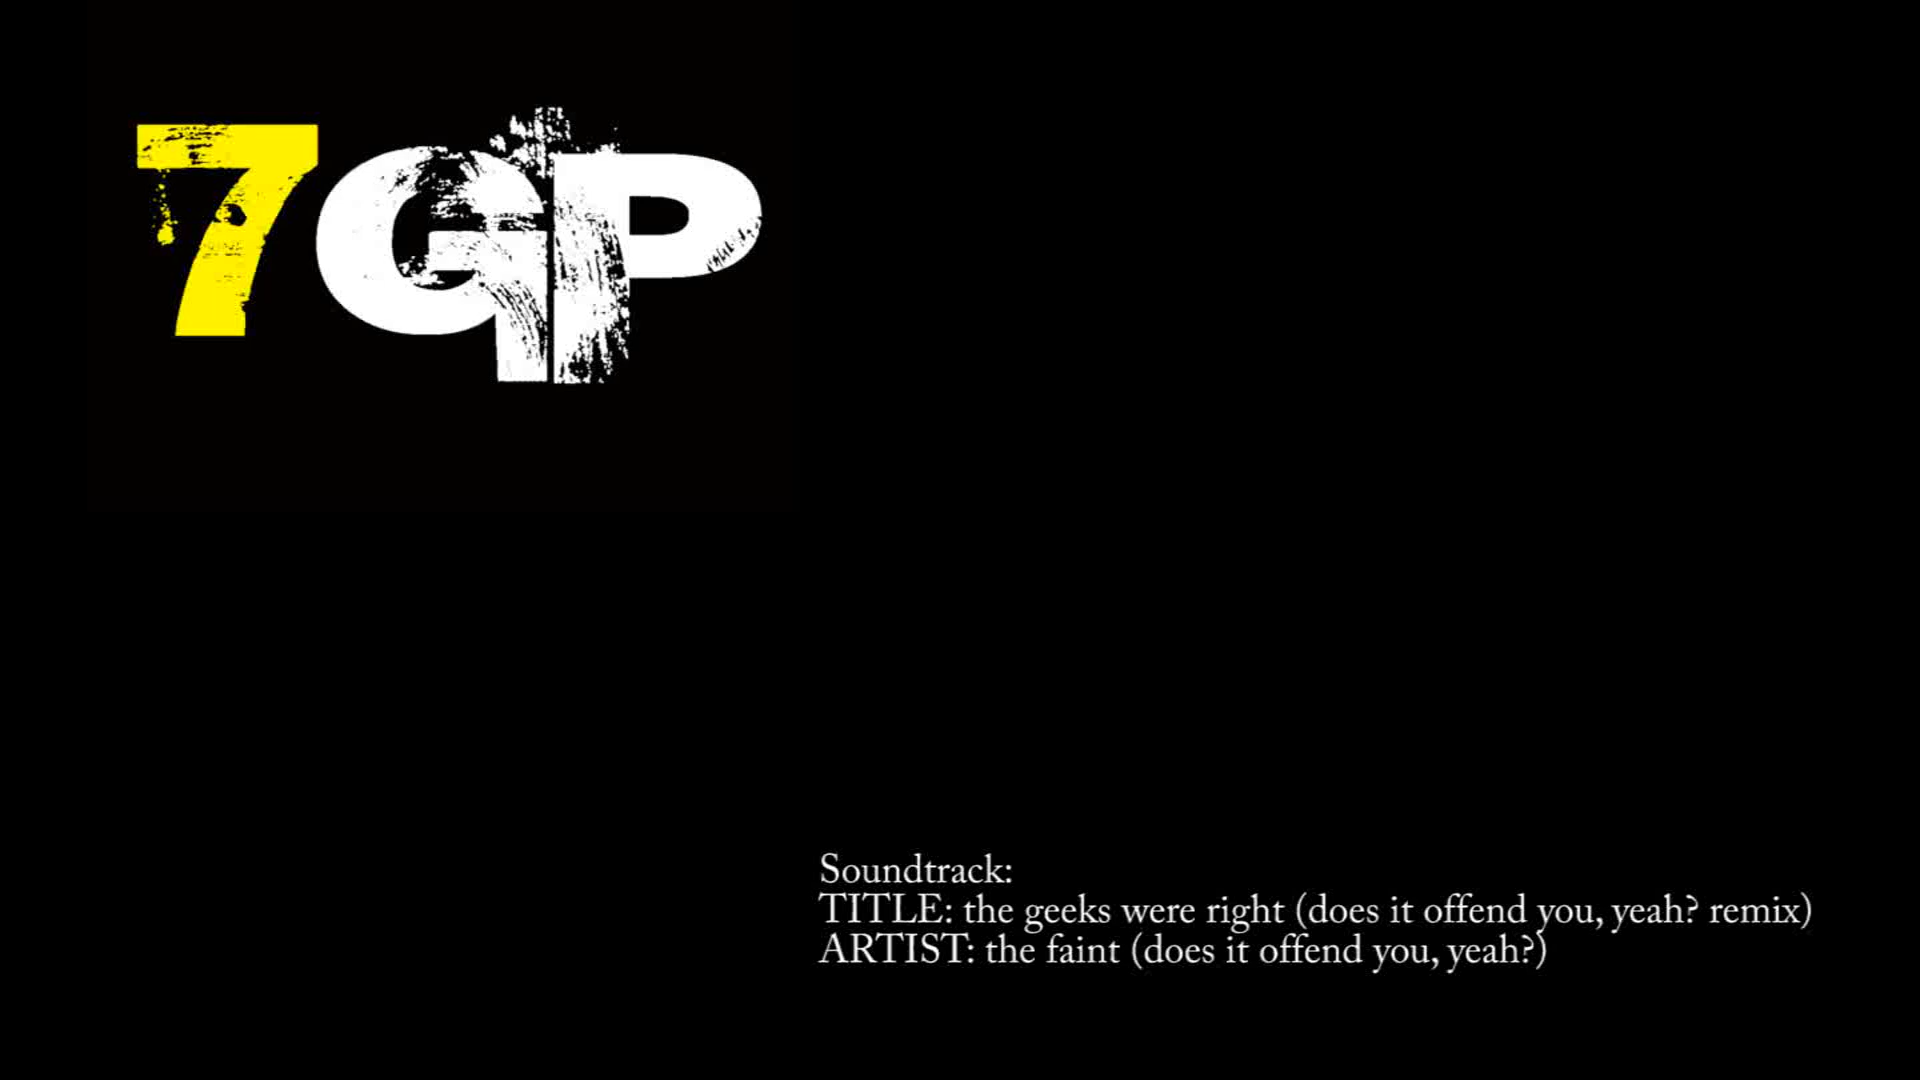 7GP
Soundtrack:
TITLE: the geeks were right (does it offend you, yeah? remix)
ARTIST: the faint (does it offend you, yeah?)